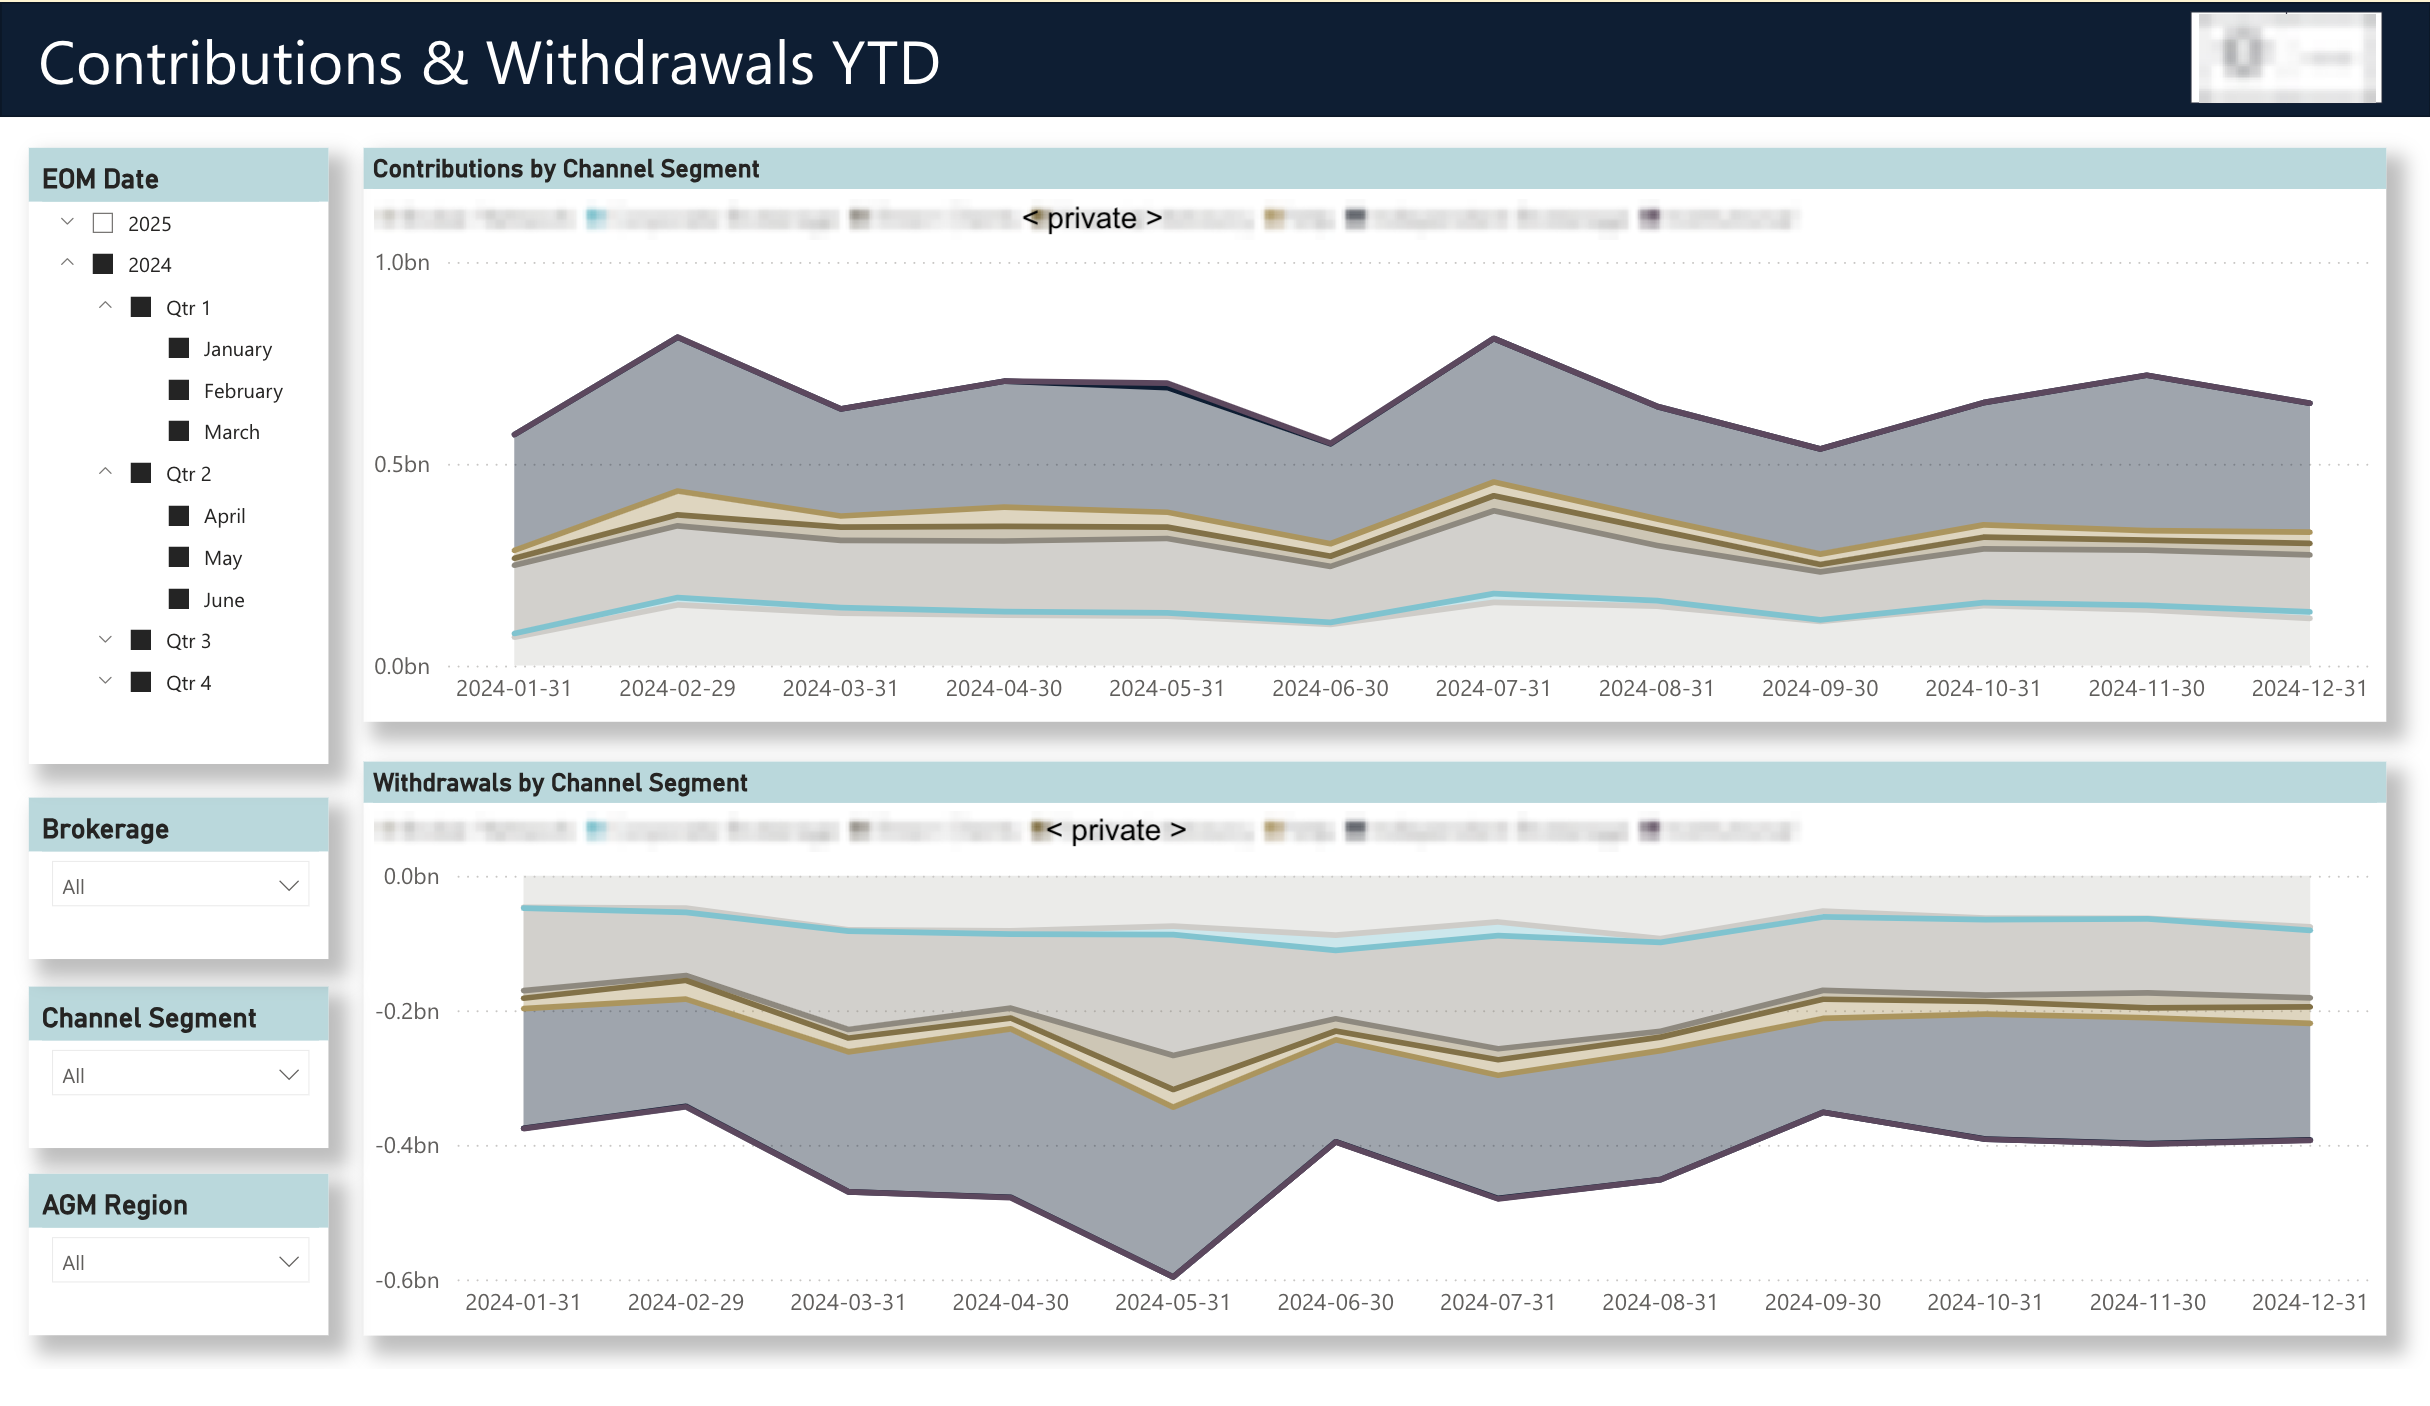 Contributions & Withdrawals YTD
EOM Date
2025
2024
Qtr 1
January
February
March
Qtr 2
April
May
June
Qtr 3
Qtr 4
Brokerage
All
Channel Segment
All
AGM Region
All
Contributions by Channel Segment
< private >
1.0bn
0.5bn
0.0bn
2024-01-31 2024-02-29 2024-03-31 2024-04-30 2024-05-31 2024-06-30 2024-07-31 2024-08-31 2024-09-30 2024-10-31 2024-11-30 2024-12-31
Withdrawals by Channel Segment
< private >
0.0bn
-0.2bn
-0.4bn
-0.6bn
2024-01-31 2024-02-29 2024-03-31 2024-04-30 2024-05-31 2024-06-30 2024-07-31 2024-08-31 2024-09-30 2024-10-31 2024-11-30 2024-12-31